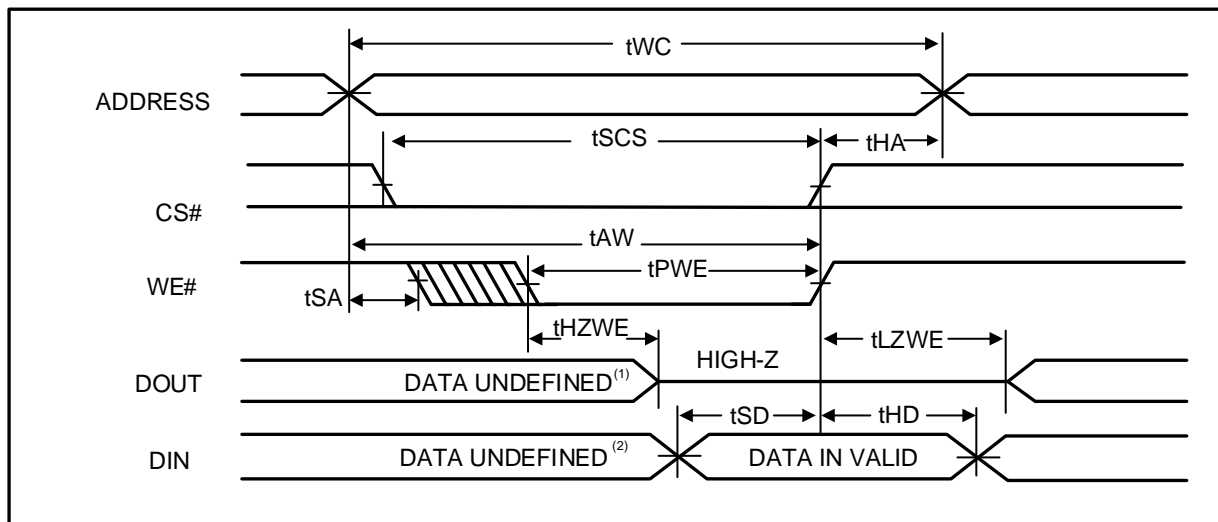 tWC
ADDRESS
tSCS
tHA
CS#
tAW
tPWE
WE#
tSA
tHZWE
tLZWE
HIGH-Z
DOUT
DATA UNDEFINED(1)
tSD
tHD
DIN
DATA UNDEFINED(2)
DATA IN VALID